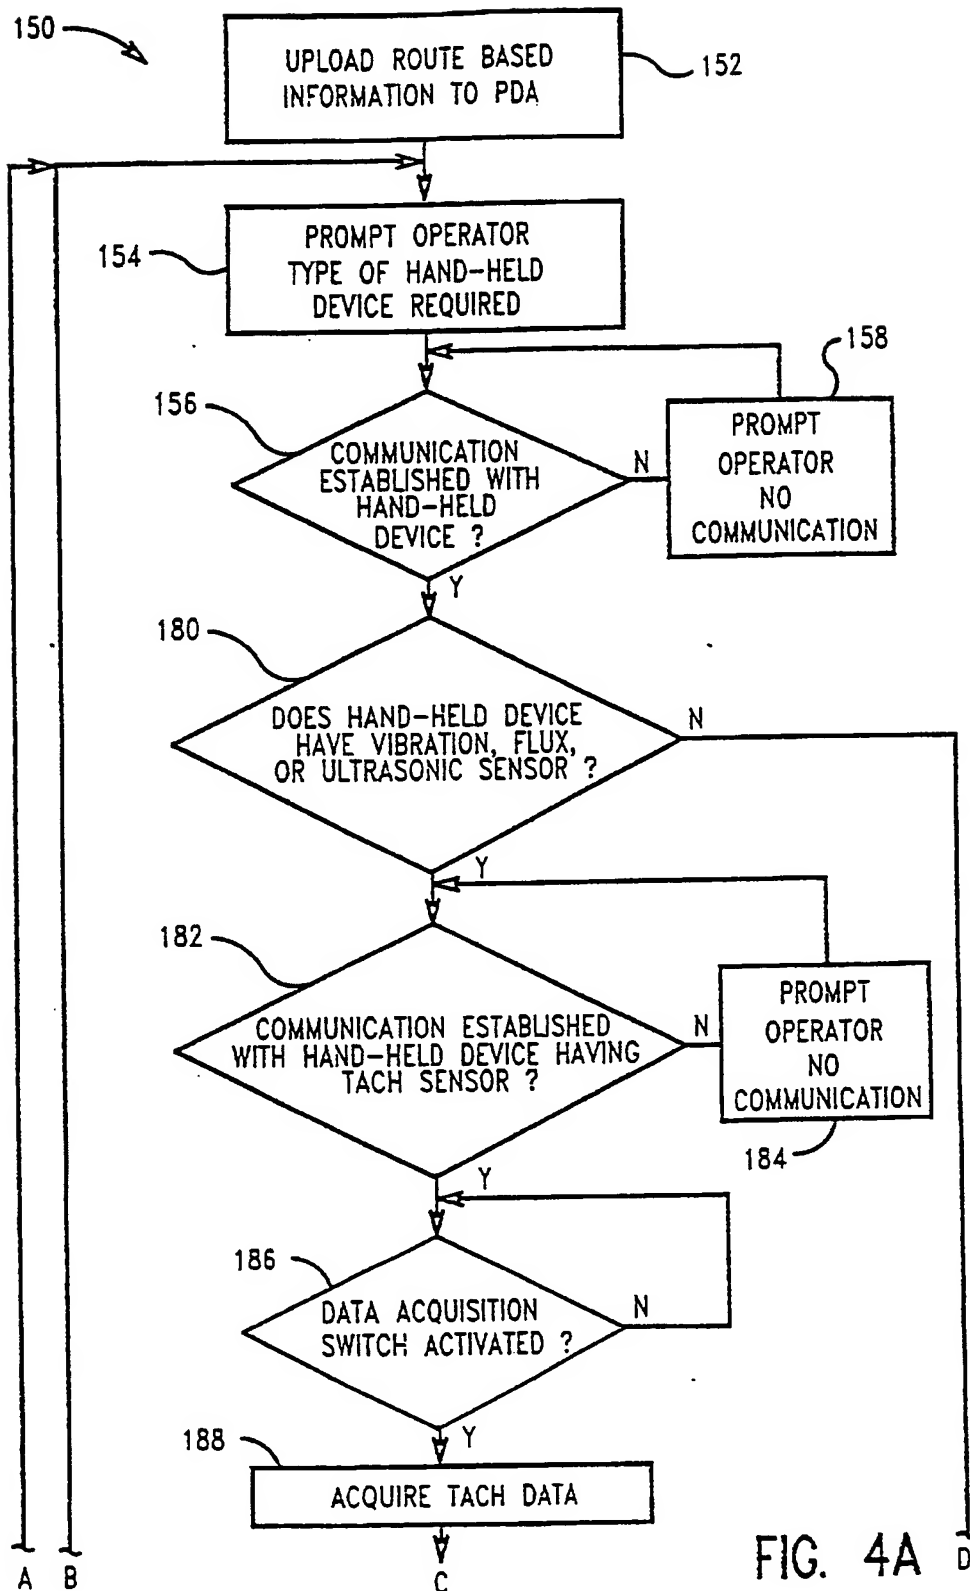 150
UPLOAD ROUTE BASED
INFORMATION TO PDA
152
154
PROMPT OPERATOR
TYPE OF HAND-HELD
DEVICE REQUIRED
158
156
COMMUNICATION
ESTABLISHED WITH
HAND-HELD
DEVICE ?
N
PROMPT
OPERATOR
NO
COMMUNICATION
Y
180
DOES HAND-HELD DEVICE
HAVE VIBRATION, FLUX,
OR ULTRASONIC SENSOR ?
N
Y
182
COMMUNICATION ESTABLISHED
WITH HAND-HELD DEVICE HAVING
TACH SENSOR ?
N
PROMPT
OPERATOR
NO
COMMUNICATION
184
Y
186
DATA ACQUISITION
SWITCH ACTIVATED ?
N
Y
188
ACQUIRE TACH DATA
A
B
C
FIG. 4A
D